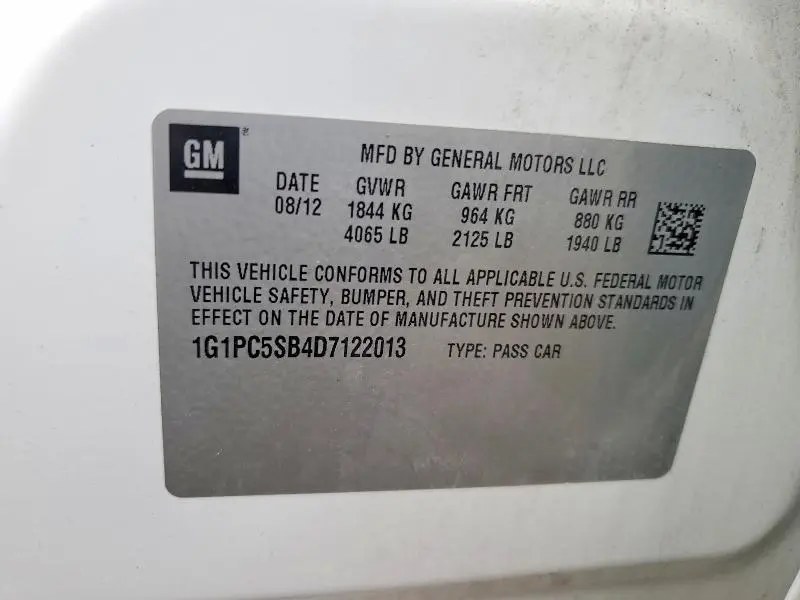 GM
MFD BY GENERAL MOTORS LLC
DATE GVWR GAWR FRT GAWR RR
08/12 1844 KG 964 KG 880 KG
4065 LB 2125 LB 1940 LB
THIS VEHICLE CONFORMS TO ALL APPLICABLE U.S. FEDERAL MOTOR
VEHICLE SAFETY, BUMPER, AND THEFT PREVENTION STANDARDS IN
EFFECT ON THE DATE OF MANUFACTURE SHOWN ABOVE.
1G1PC5SB4D7122013 TYPE: PASS CAR